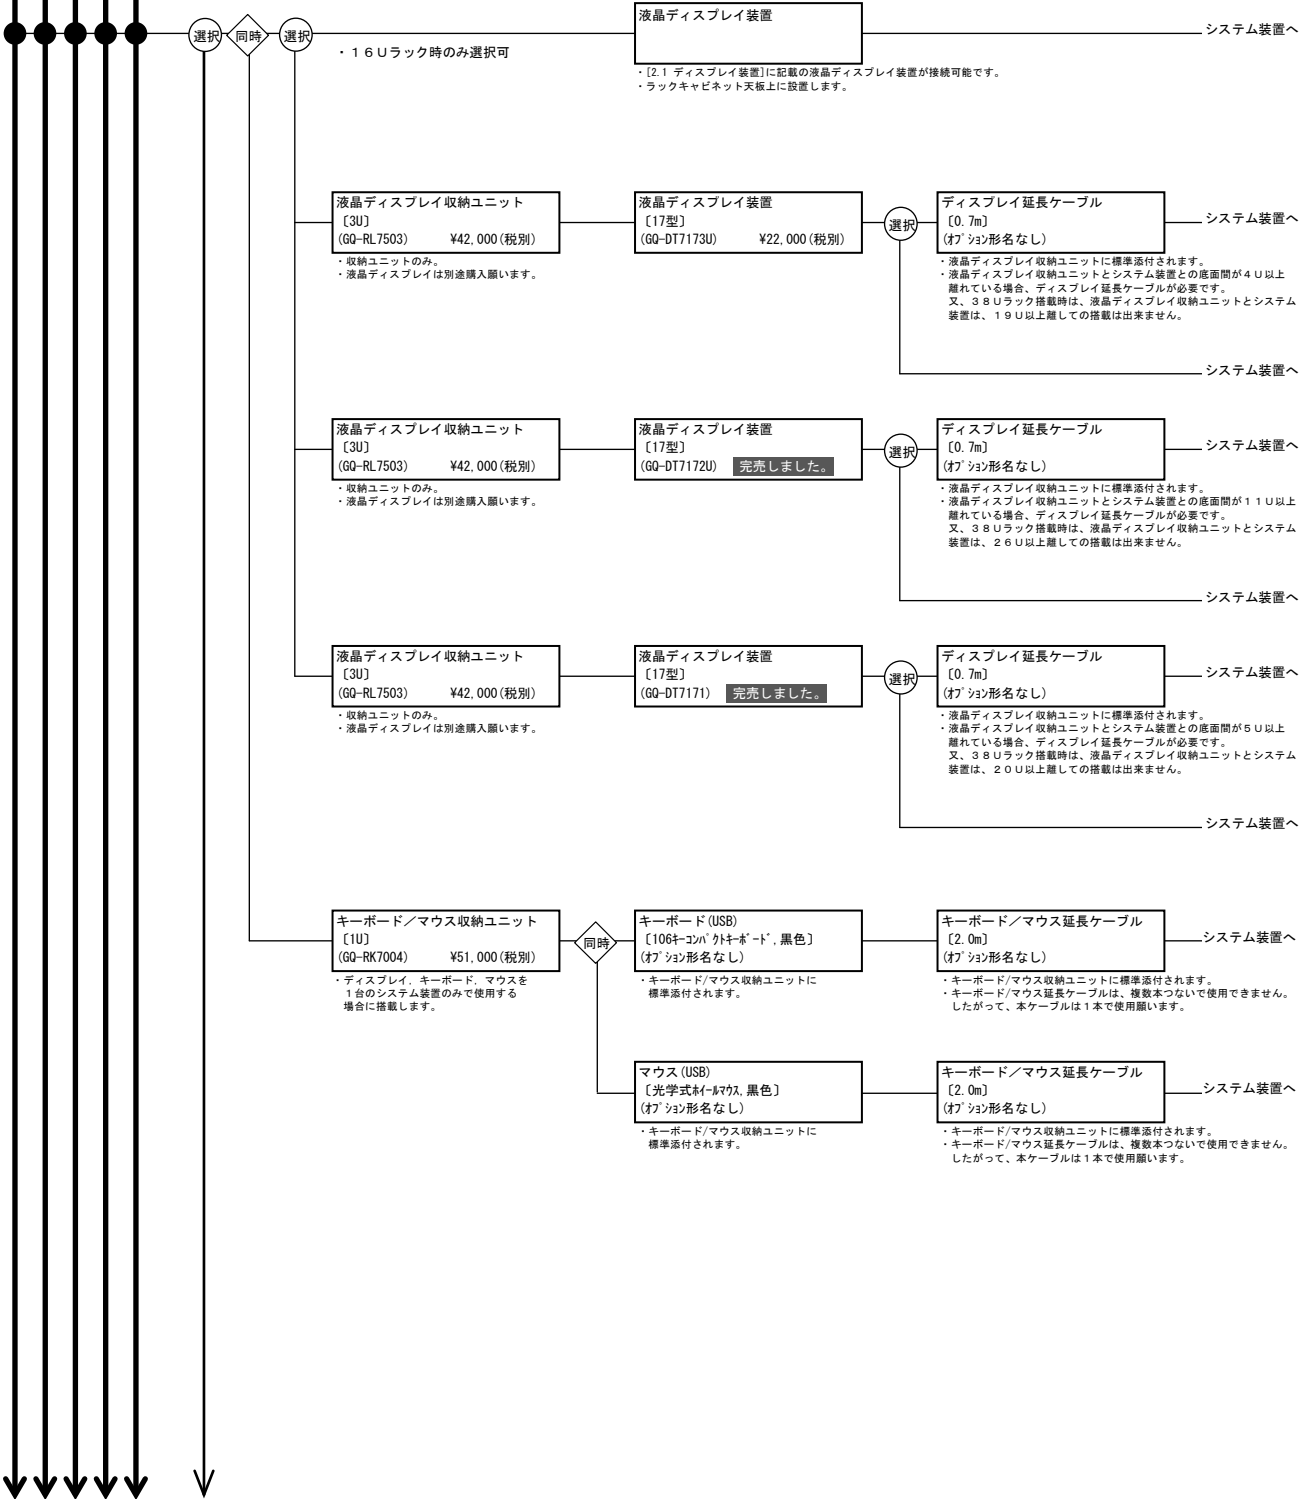 選択
同時
選択
・１６Ｕラック時のみ選択可
液晶ディスプレイ装置
システム装置へ
・[2.1 ディスプレイ装置]に記載の液晶ディスプレイ装置が接続可能です。
・ラックキャビネット天板上に設置します。
液晶ディスプレイ収納ユニット
〔3U〕
(GQ-RL7503) ¥42,000(税別)
・収納ユニットのみ。
・液晶ディスプレイは別途購入願います。
液晶ディスプレイ装置
〔17型〕
(GQ-DT7173U) ¥22,000(税別)
選択
ディスプレイ延長ケーブル
〔0.7m〕
(ｵﾌﾟｼｮﾝ形名なし)
システム装置へ
・液晶ディスプレイ収納ユニットに標準添付されます。
・液晶ディスプレイ収納ユニットとシステム装置との底面間が４Ｕ以上
離れている場合、ディスプレイ延長ケーブルが必要です。
又、３８Ｕラック搭載時は、液晶ディスプレイ収納ユニットとシステム
装置は、１９Ｕ以上離しての搭載は出来ません。
システム装置へ
液晶ディスプレイ収納ユニット
〔3U〕
(GQ-RL7503) ¥42,000(税別)
・収納ユニットのみ。
・液晶ディスプレイは別途購入願います。
液晶ディスプレイ装置
〔17型〕
(GQ-DT7172U) 完売しました。
選択
ディスプレイ延長ケーブル
〔0.7m〕
(ｵﾌﾟｼｮﾝ形名なし)
システム装置へ
・液晶ディスプレイ収納ユニットに標準添付されます。
・液晶ディスプレイ収納ユニットとシステム装置との底面間が１１Ｕ以上
離れている場合、ディスプレイ延長ケーブルが必要です。
又、３８Ｕラック搭載時は、液晶ディスプレイ収納ユニットとシステム
装置は、２６Ｕ以上離しての搭載は出来ません。
システム装置へ
液晶ディスプレイ収納ユニット
〔3U〕
(GQ-RL7503) ¥42,000(税別)
・収納ユニットのみ。
・液晶ディスプレイは別途購入願います。
液晶ディスプレイ装置
〔17型〕
(GQ-DT7171) 完売しました。
選択
ディスプレイ延長ケーブル
〔0.7m〕
(ｵﾌﾟｼｮﾝ形名なし)
システム装置へ
・液晶ディスプレイ収納ユニットに標準添付されます。
・液晶ディスプレイ収納ユニットとシステム装置との底面間が５Ｕ以上
離れている場合、ディスプレイ延長ケーブルが必要です。
又、３８Ｕラック搭載時は、液晶ディスプレイ収納ユニットとシステム
装置は、２０Ｕ以上離しての搭載は出来ません。
システム装置へ
キーボード／マウス収納ユニット
〔1U〕
(GQ-RK7004) ¥51,000(税別)
・ディスプレイ, キーボード, マウスを
１台のシステム装置のみで使用する
場合に搭載します。
同時
キーボード(USB)
〔106ｷｰｺﾝﾊﾟｸﾄｷｰﾎﾞｰﾄﾞ,黒色〕
(ｵﾌﾟｼｮﾝ形名なし)
・キーボード/マウス収納ユニットに
標準添付されます。
キーボード／マウス延長ケーブル
〔2.0m〕
(ｵﾌﾟｼｮﾝ形名なし)
システム装置へ
・キーボード/マウス収納ユニットに標準添付されます。
・キーボード/マウス延長ケーブルは、複数本つないで使用できません。
したがって、本ケーブルは１本で使用願います。
マウス(USB)
〔光学式ﾎｲｰﾙﾏｳｽ,黒色〕
(ｵﾌﾟｼｮﾝ形名なし)
・キーボード/マウス収納ユニットに
標準添付されます。
キーボード／マウス延長ケーブル
〔2.0m〕
(ｵﾌﾟｼｮﾝ形名なし)
システム装置へ
・キーボード/マウス収納ユニットに標準添付されます。
・キーボード/マウス延長ケーブルは、複数本つないで使用できません。
したがって、本ケーブルは１本で使用願います。